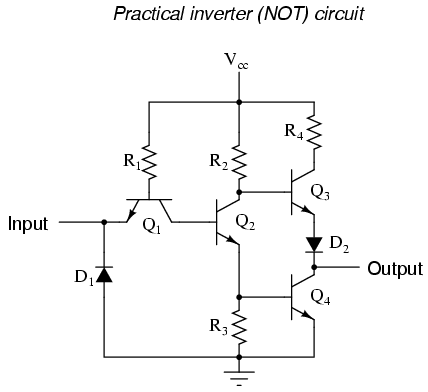 Practical inverter (NOT) circuit
Vcc
R4
R1
R2
Q3
Input
Q1
Q2
D2
Output
D1
Q4
R3